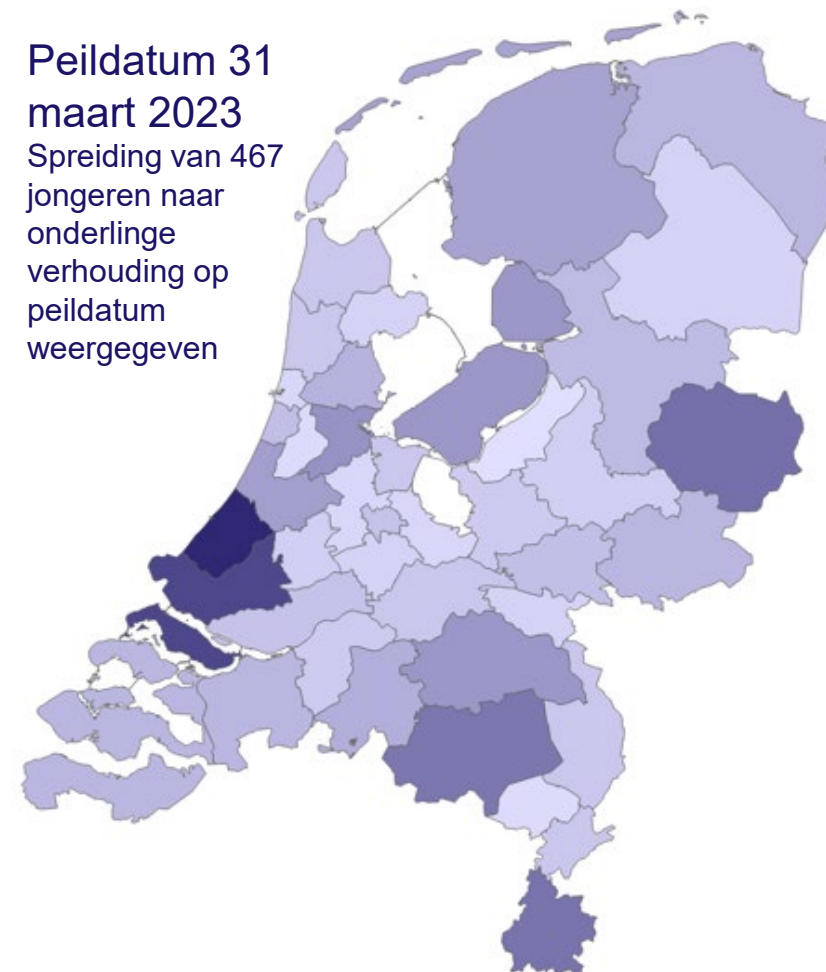 Peildatum 31
maart 2023
Spreiding van 467
jongeren naar
onderlinge
verhouding op
peildatum
weergegeven